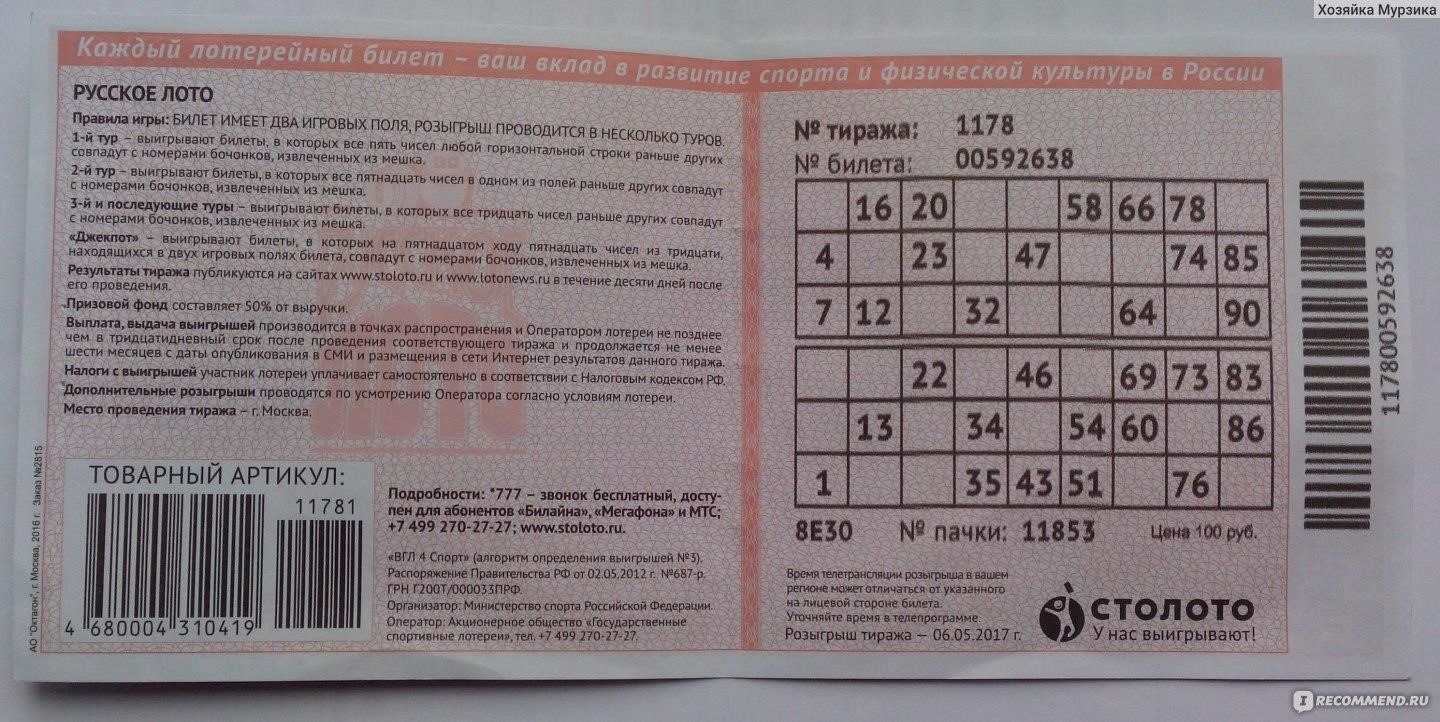 Хозяйка Мурзика
Каждый лотерейный билет – ваш вклад в развитие спорта и физической культуры в России
РУССКОЕ ЛОТО
Правила игры: БИЛЕТ ИМЕЕТ ДВА ИГРОВЫХ ПОЛЯ, РОЗЫГРЫШ ПРОВОДИТСЯ В НЕСКОЛЬКО ТУРОВ.
1-й тур – выигрывают билеты, в которых все пять чисел любой горизонтальной строки раньше других
совпадут с номерами бочонков, извлеченных из мешка.
2-й тур – выигрывают билеты, в которых все пятнадцать чисел в одном из полей раньше других совпадут
с номерами бочонков, извлеченных из мешка.
3-й и последующие туры – выигрывают билеты, в которых все тридцать чисел раньше других совпадут
с номерами бочонков, извлеченных из мешка.
«Джекпот» – выигрывают билеты, в которых на пятнадцатом ходу пятнадцать чисел из тридцати,
находящихся в двух игровых полях билета, совпадут с номерами бочонков, извлеченных из мешка.
Результаты тиража публикуются на сайтах www.stoloto.ru и www.lotonews.ru в течение десяти дней после
его проведения.
Призовой фонд составляет 50% от выручки.
Выплата, выдача выигрышей производится в точках распространения и Оператором лотереи не позднее
чем в тридцатидневный срок после проведения соответствующего тиража и продолжается не менее
шести месяцев с даты опубликования в СМИ и размещения в сети Интернет результатов данного тиража.
Налоги с выигрышей участник лотереи уплачивает самостоятельно в соответствии с Налоговым кодексом РФ.
Дополнительные розыгрыши проводятся по усмотрению Оператора согласно условиям лотереи.
Место проведения тиража – г. Москва.
АО "Октагон", г. Москва, 2016 г. Заказ №2815
ТОВАРНЫЙ АРТИКУЛ:
11781
4 680004 310419
Подробности: *777 – звонок бесплатный, досту-
пен для абонентов «Билайна», «Мегафона» и МТС;
+7 499 270-27-27; www.stoloto.ru.
«ВГЛ 4 Спорт» (алгоритм определения выигрышей №3).
Распоряжение Правительства РФ от 02.05.2012 г. №687-р.
ГРН Г200Т/000033ПРФ.
Организатор: Министерство спорта Российской Федерации.
Оператор: Акционерное общество «Государственные
спортивные лотереи», тел. +7 499 270-27-27.
№ тиража: 1178
№ билета: 00592638
16 20 58 66 78
4 23 47 74 85
7 12 32 64 90
22 46 69 73 83
13 34 54 60 86
1 35 43 51 76
8E30 № пачки: 11853 Цена 100 руб.
Время телетрансляции розыгрыша в вашем
регионе может отличаться от указанного
на лицевой стороне билета.
Уточняйте время в телепрограмме.
Розыгрыш тиража — 06.05.2017 г.
СТОЛОТО
У нас выигрывают!
117800592638
IRECOMMEND.RU